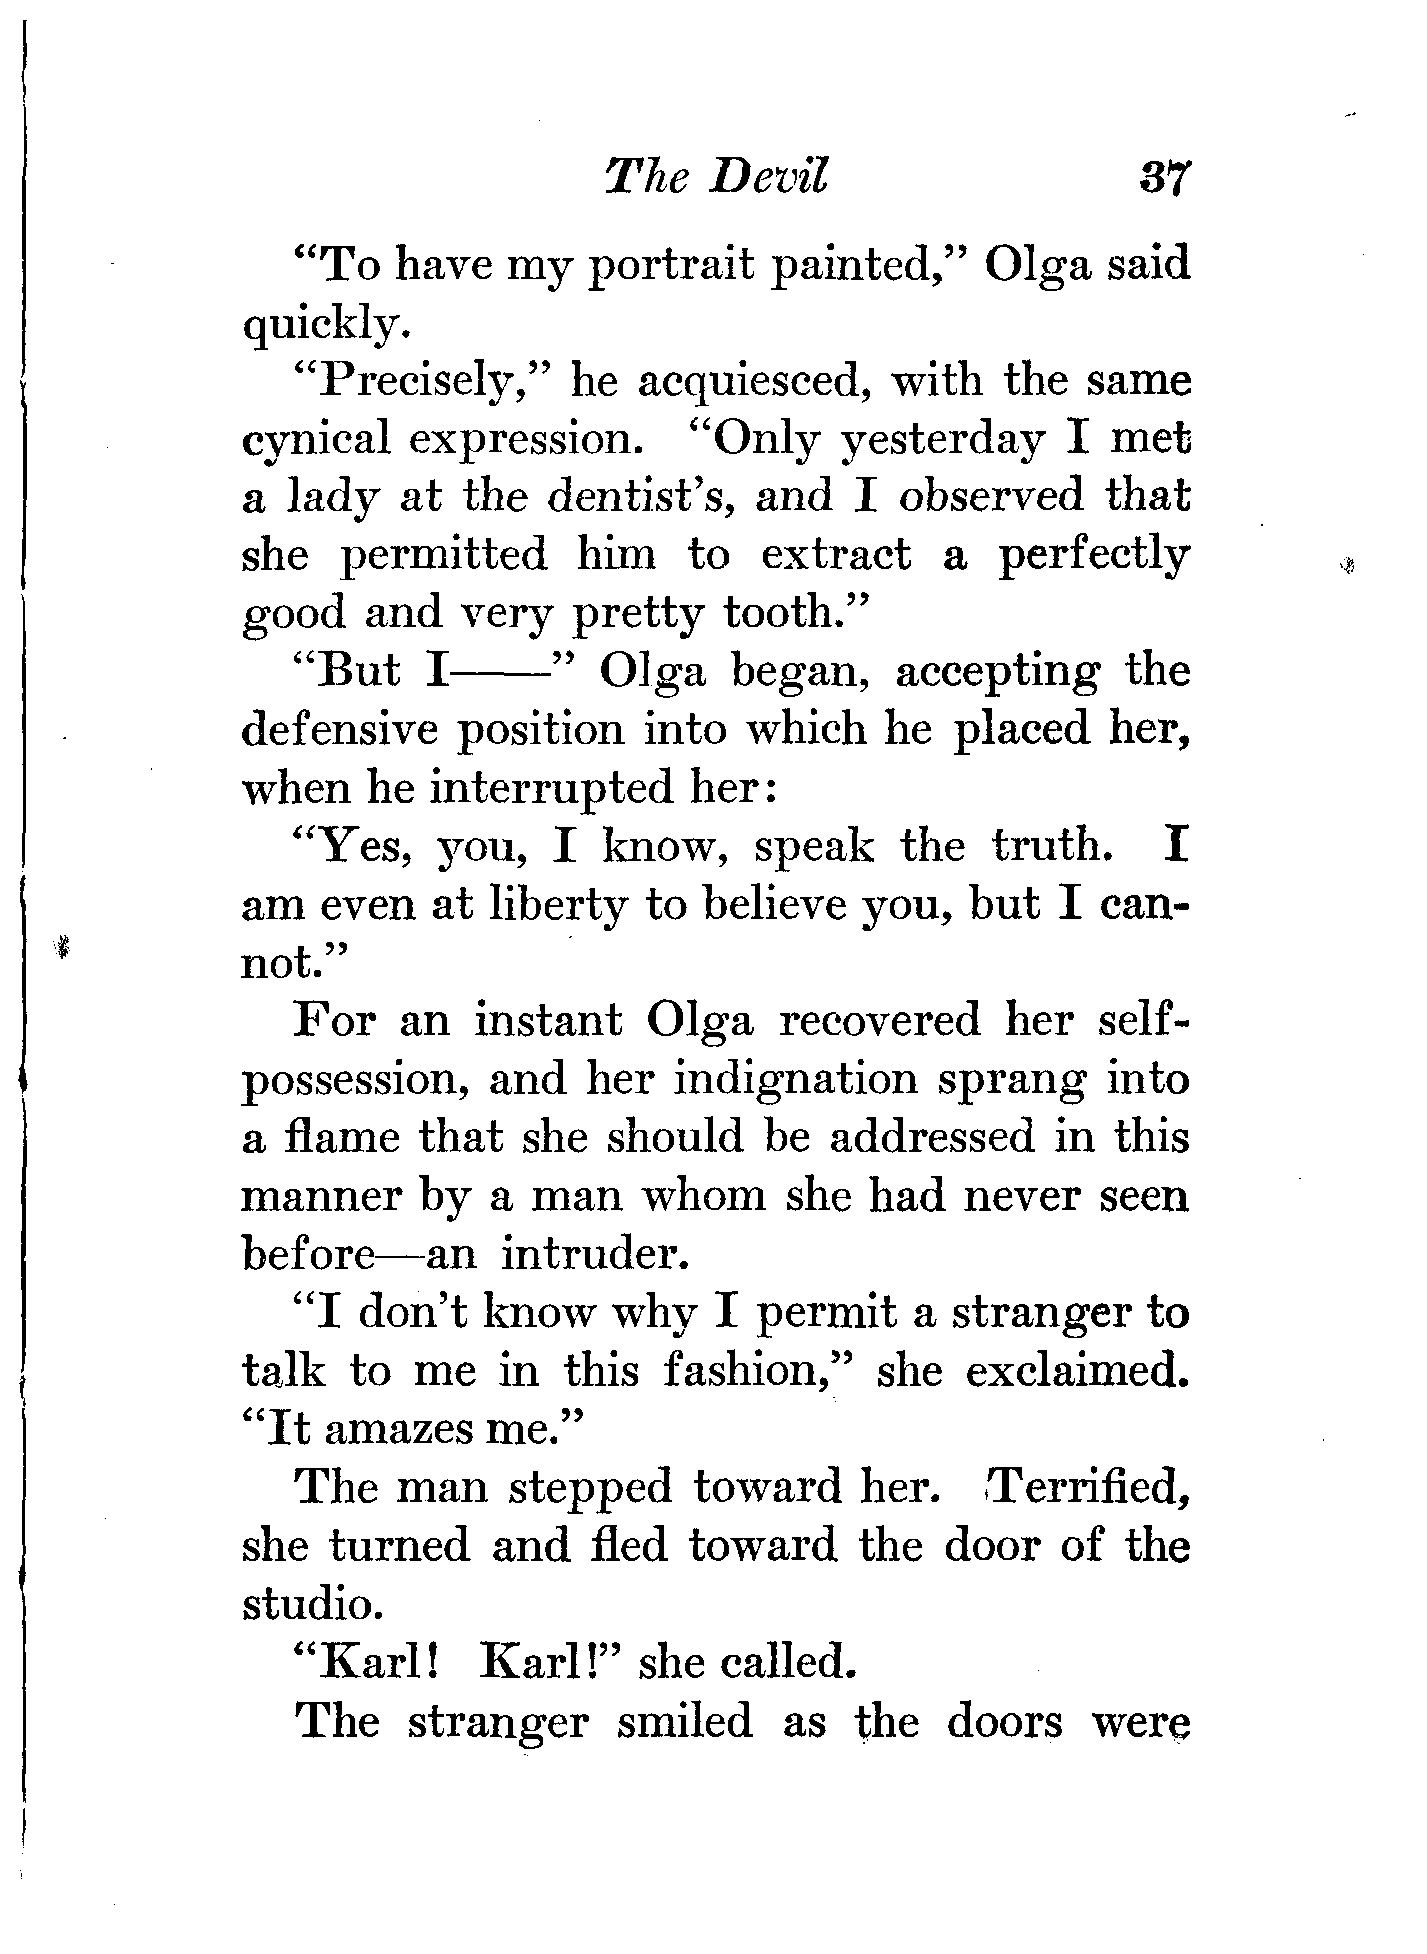 The Devil 37
“To have my portrait painted,” Olga said
quickly.
“Precisely,” he acquiesced, with the same
cynical expression. “Only yesterday I met
a lady at the dentist’s, and I observed that
she permitted him to extract a perfectly
good and very pretty tooth.”
“But I——” Olga began, accepting the
defensive position into which he placed her,
when he interrupted her:
“Yes, you, I know, speak the truth. I
am even at liberty to believe you, but I can-
not.”
For an instant Olga recovered her self-
possession, and her indignation sprang into
a flame that she should be addressed in this
manner by a man whom she had never seen
before—an intruder.
“I don’t know why I permit a stranger to
talk to me in this fashion,” she exclaimed.
“It amazes me.”
The man stepped toward her. Terrified,
she turned and fled toward the door of the
studio.
“Karl! Karl!” she called.
The stranger smiled as the doors were